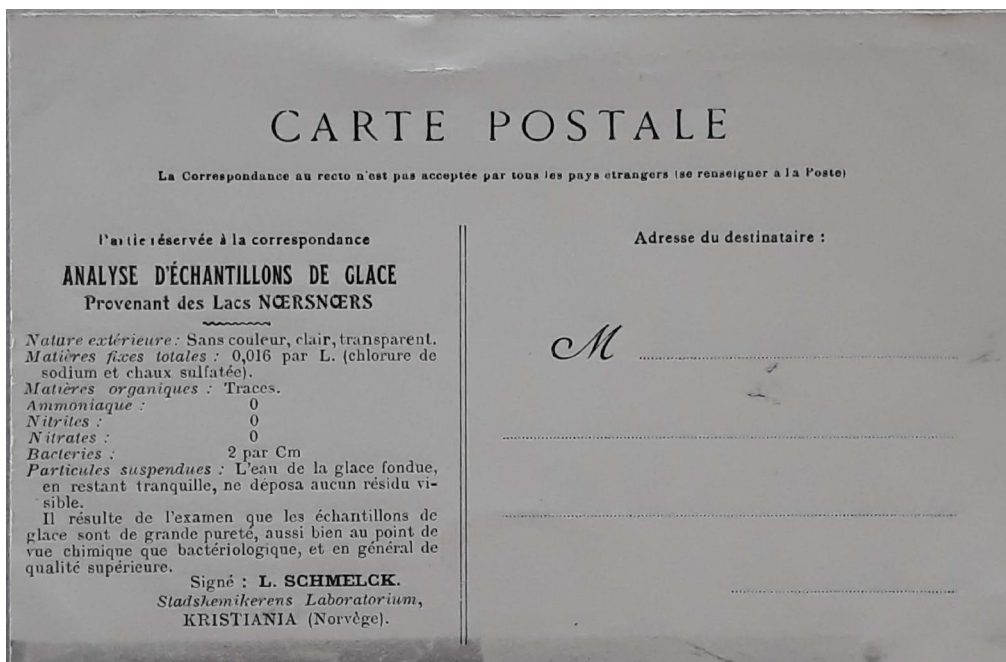 CARTE POSTALE
La Correspondance au recto n'est pas acceptée par tous les pays etrangers (se renseigner a la Poste)
Partie réservée à la correspondance
ANALYSE D'ÉCHANTILLONS DE GLACE
Provenant des Lacs NŒRSNŒRS
Nature extérieure : Sans couleur, clair, transparent.
Matières fixes totales : 0,016 par L. (chlorure de
sodium et chaux sulfatée).
Matières organiques : Traces.
Ammoniaque : 0
Nitrites : 0
Nitrates : 0
Bacteries : 2 par Cm
Particules suspendues : L'eau de la glace fondue,
en restant tranquille, ne déposa aucun résidu vi-
sible.
Il résulte de l'examen que les échantillons de
glace sont de grande pureté, aussi bien au point de
vue chimique que bactériologique, et en général de
qualité supérieure.
Signé : L. SCHMELCK.
Stadshemikerens Laboratorium,
KRISTIANIA (Norvège).
Adresse du destinataire :
M